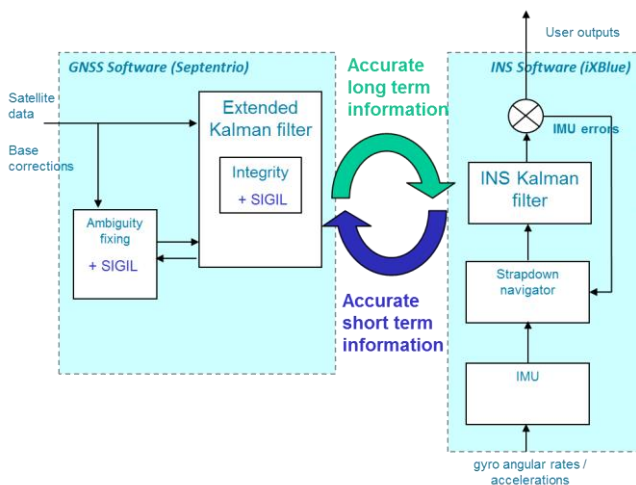 User outputs
GNSS Software (Septentrio)
Accurate
long term
information
INS Software (iXBlue)
Satellite
data
Base
corrections
Extended
Kalman filter
Integrity
+ SIGIL
Ambiguity
fixing
+ SIGIL
IMU errors
INS Kalman
filter
Accurate
short term
information
Strapdown
navigator
IMU
gyro angular rates /
accelerations